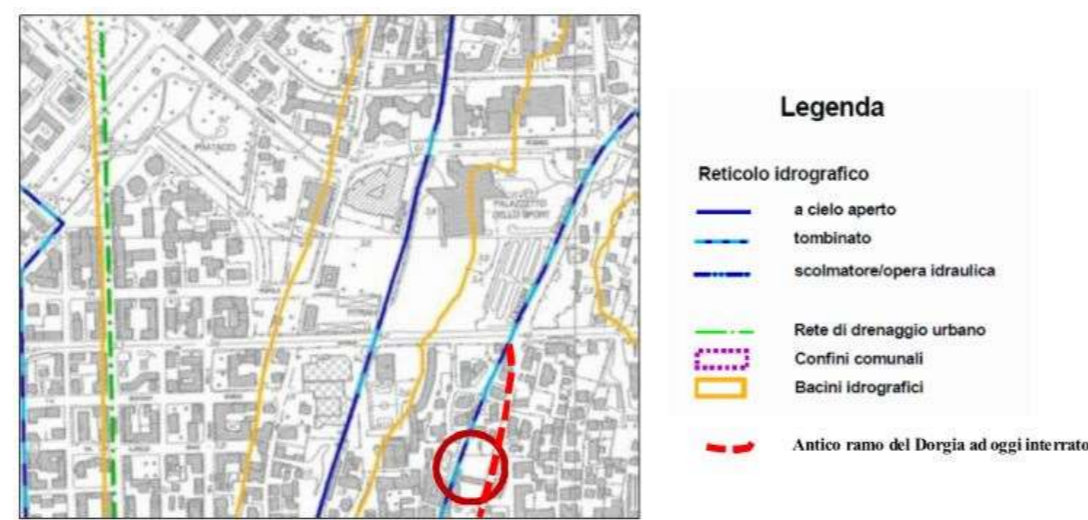 PALAZZETTO
DELLO SPORT
Legenda
Reticolo idrografico
a cielo aperto
tombinato
scolmatore/opera idraulica
Rete di drenaggio urbano
Confini comunali
Bacini idrografici
Antico ramo del Dorgia ad oggi interrato